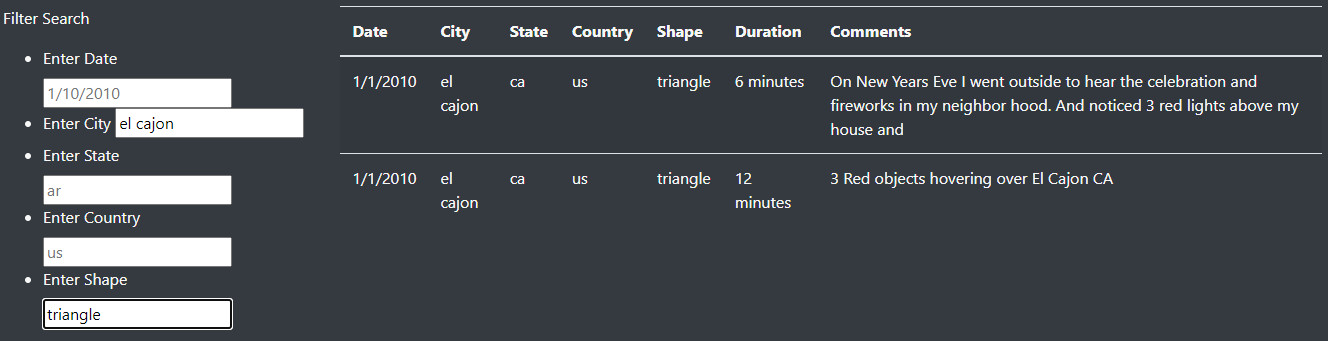 Filter Search
Enter Date
1/10/2010
Enter City el cajon
Enter State
ar
Enter Country
us
Enter Shape
triangle
Date City State Country Shape Duration Comments
1/1/2010 el ca us triangle 6 minutes On New Years Eve I went outside to hear the celebration and
cajon fireworks in my neighbor hood. And noticed 3 red lights above my
house and
1/1/2010 el ca us triangle 12 3 Red objects hovering over El Cajon CA
cajon minutes